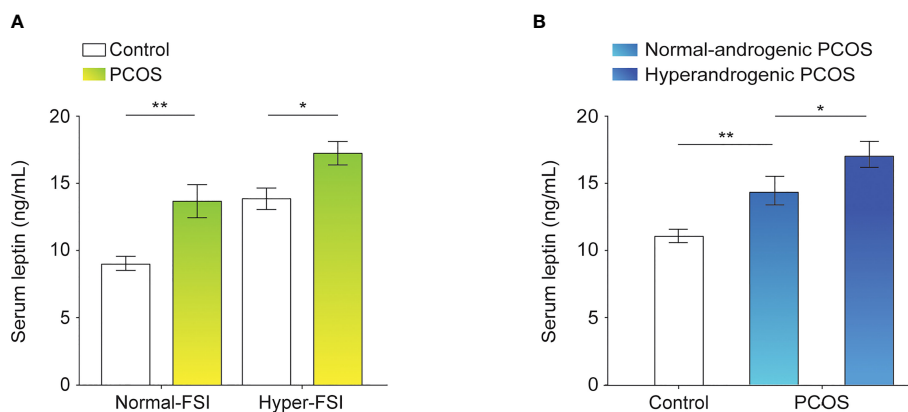 A
Control
PCOS
** *
20
15
10
5
0
Serum leptin (ng/mL)
Normal-FSI Hyper-FSI
B
Normal-androgenic PCOS
Hyperandrogenic PCOS
** *
20
15
10
5
0
Serum leptin (ng/mL)
Control PCOS